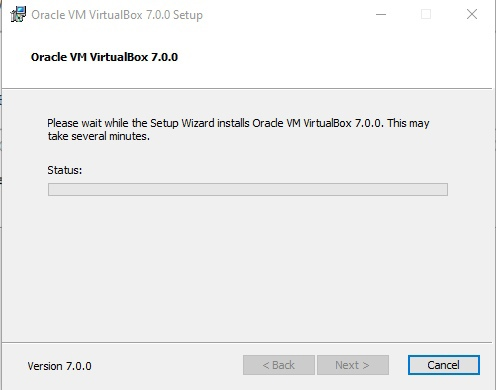 Oracle VM VirtualBox 7.0.0 Setup
Oracle VM VirtualBox 7.0.0
Please wait while the Setup Wizard installs Oracle VM VirtualBox 7.0.0. This may
take several minutes.
Status:
Version 7.0.0
< Back
Next >
Cancel